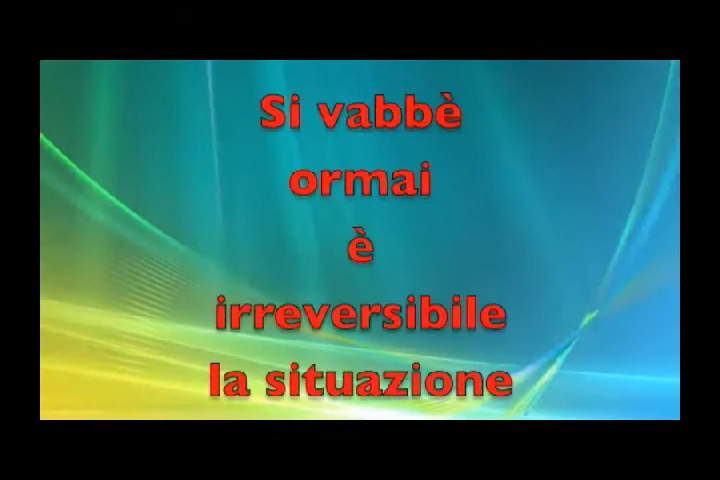 Si vabbè
ormai
è
irreversibile
la situazione